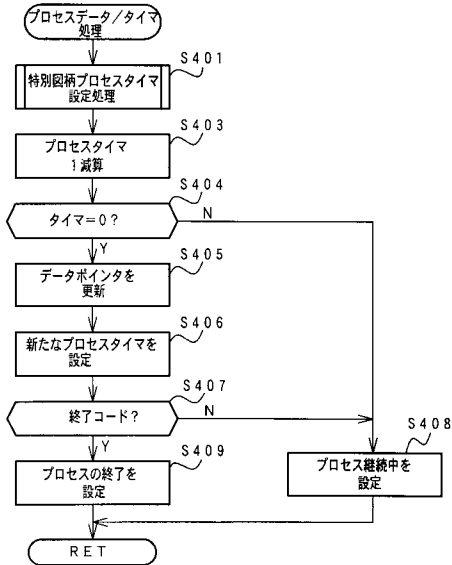 プロセスデータ/タイマ
処理
S401
特別図柄プロセスタイマ
設定処理
S403
プロセスタイマ
1減算
S404
タイマ=0?
N
Y
S405
データポインタを
更新
S406
新たなプロセスタイマを
設定
S407
終了コード?
N
Y
S408
プロセス継続中を
設定
S409
プロセスの終了を
設定
RET